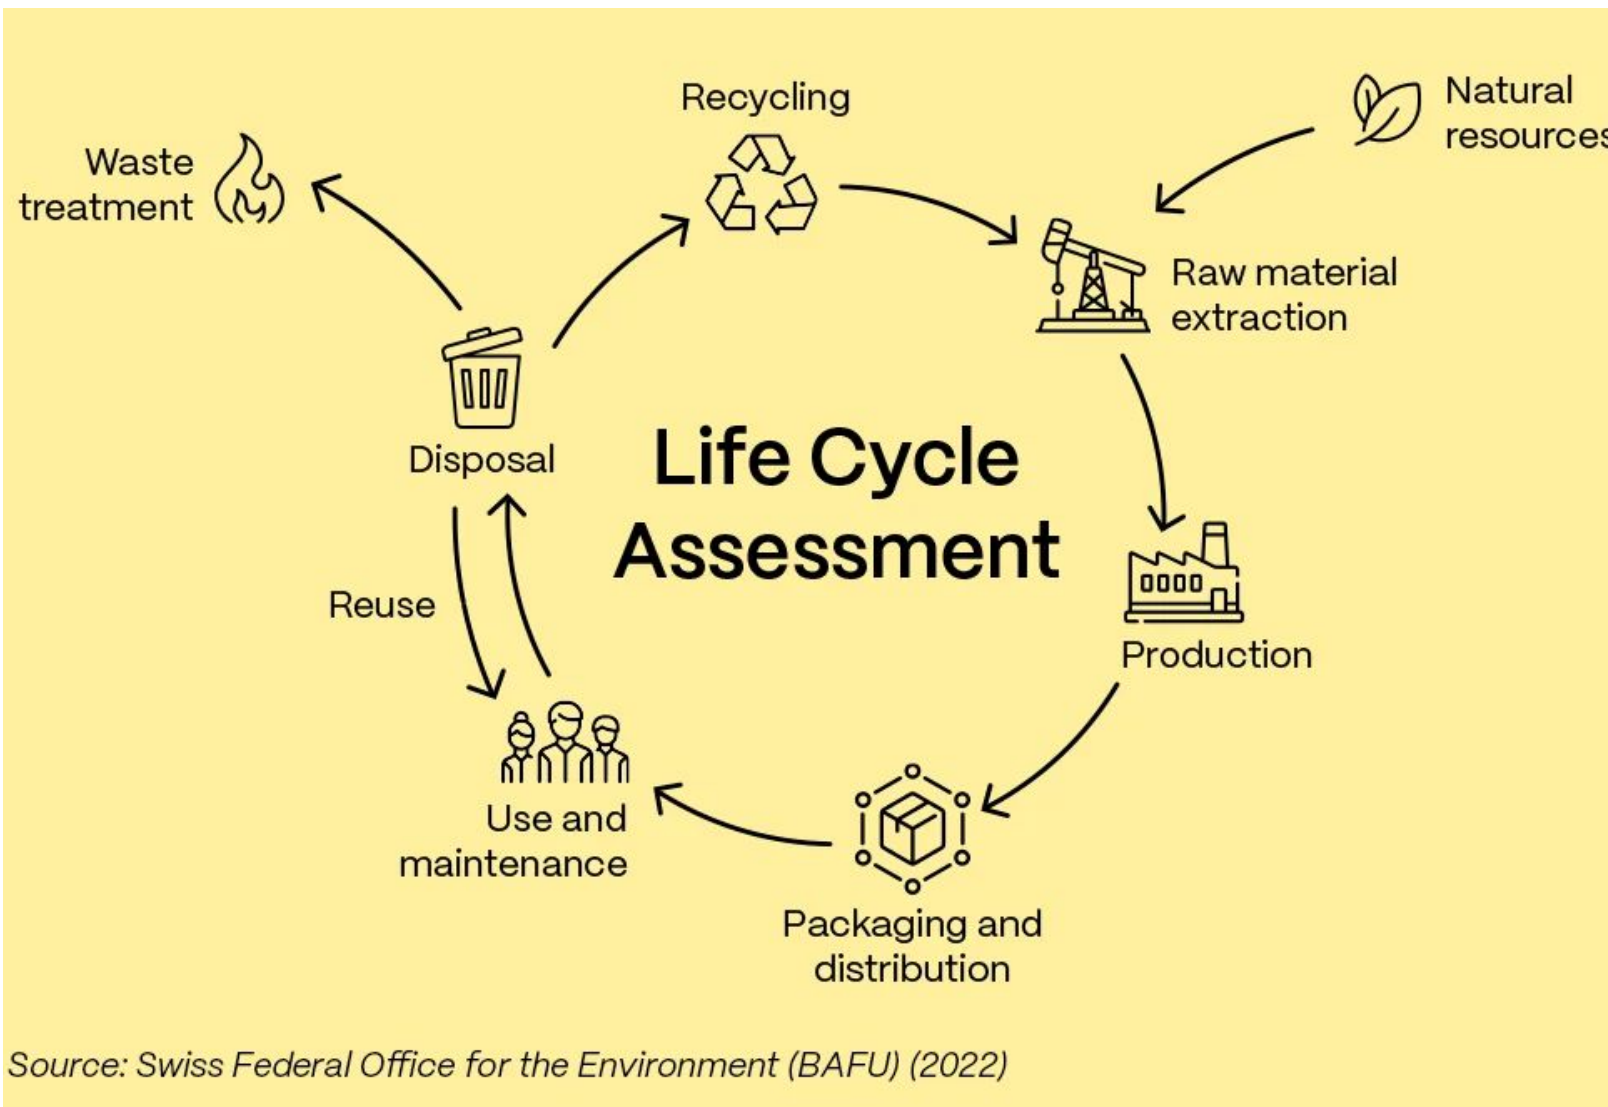 Recycling
Natural
resources
Waste
treatment
Raw material
extraction
Life Cycle
Assessment
Disposal
Reuse
Production
Use and
maintenance
Packaging and
distribution
Source: Swiss Federal Office for the Environment (BAFU) (2022)